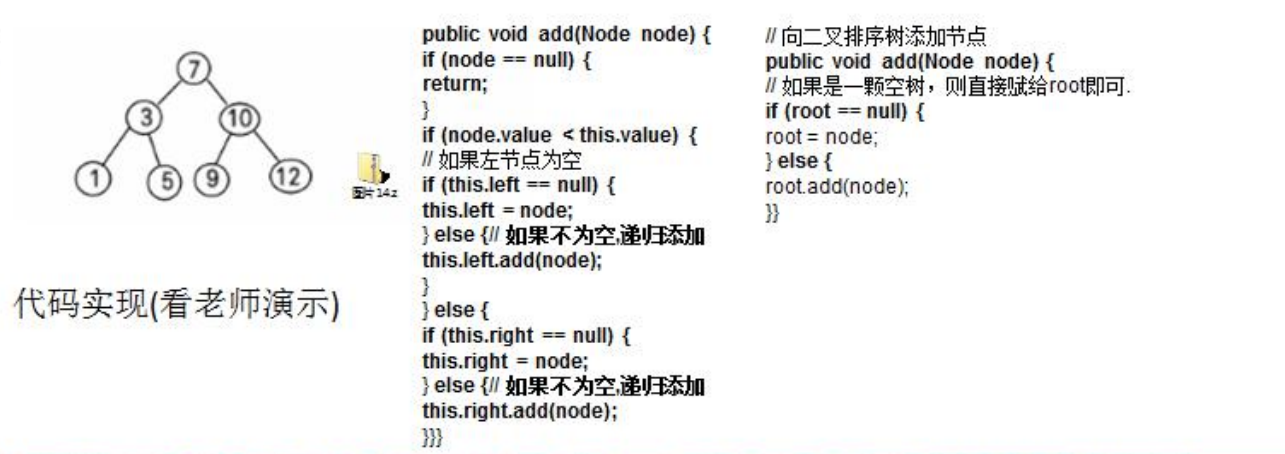 7
3
10
1
5
9
12
图片14.z
代码实现(看老师演示)
public void add(Node node) {
if (node == null) {
return;
}
if (node.value < this.value) {
// 如果左节点为空
if (this.left == null) {
this.left = node;
} else {// 如果不为空,递归添加
this.left.add(node);
}
} else {
if (this.right == null) {
this.right = node;
} else {// 如果不为空,递归添加
this.right.add(node);
}}}
// 向二叉排序树添加节点
public void add(Node node) {
// 如果是一颗空树，则直接赋给root即可.
if (root == null) {
root = node;
} else {
root.add(node);
}}